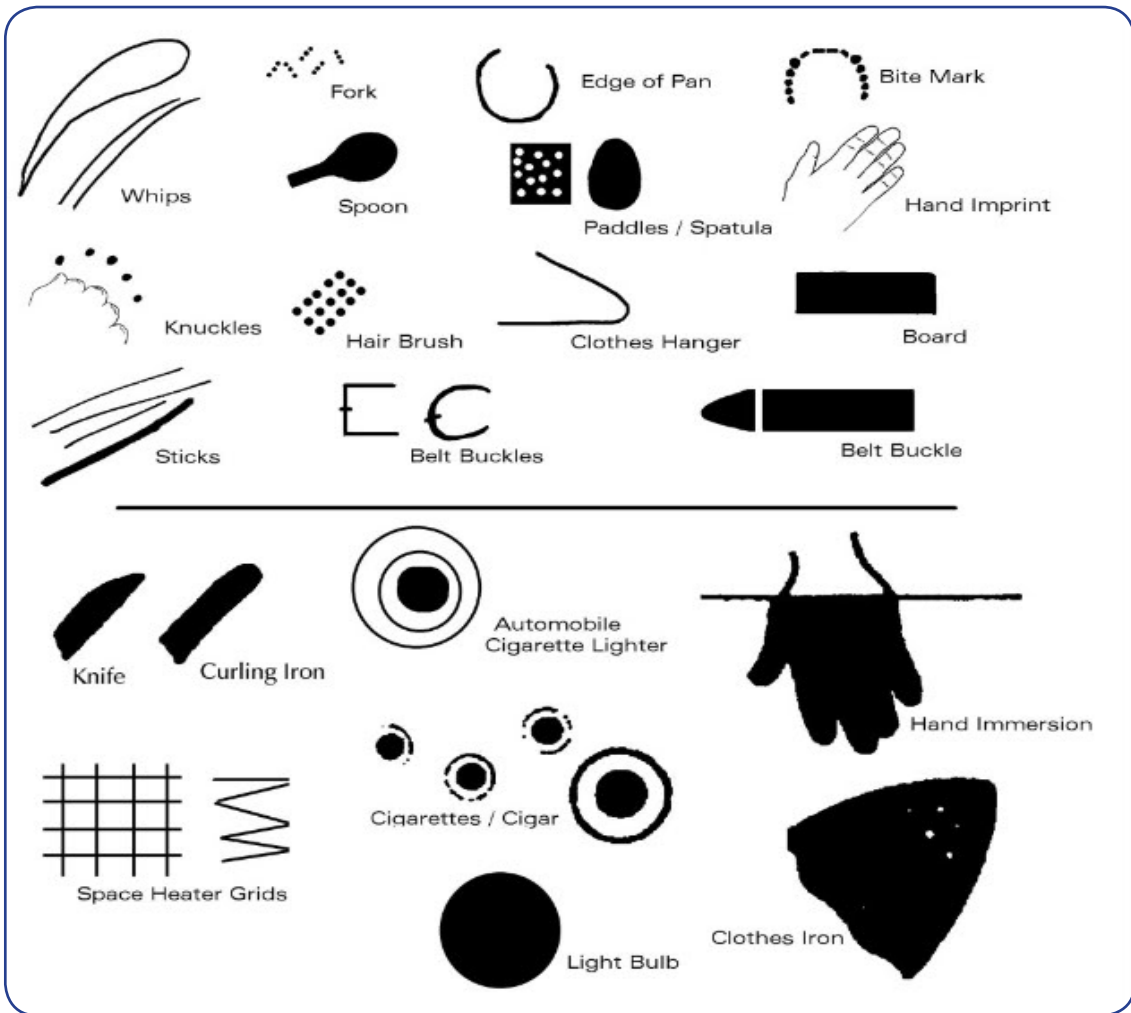 Whips
Fork
Edge of Pan
Bite Mark
Spoon
Paddles / Spatula
Hand Imprint
Knuckles
Hair Brush
Clothes Hanger
Board
Sticks
Belt Buckles
Belt Buckle
Knife
Curling Iron
Automobile
Cigarette Lighter
Hand Immersion
Space Heater Grids
Cigarettes / Cigar
Light Bulb
Clothes Iron